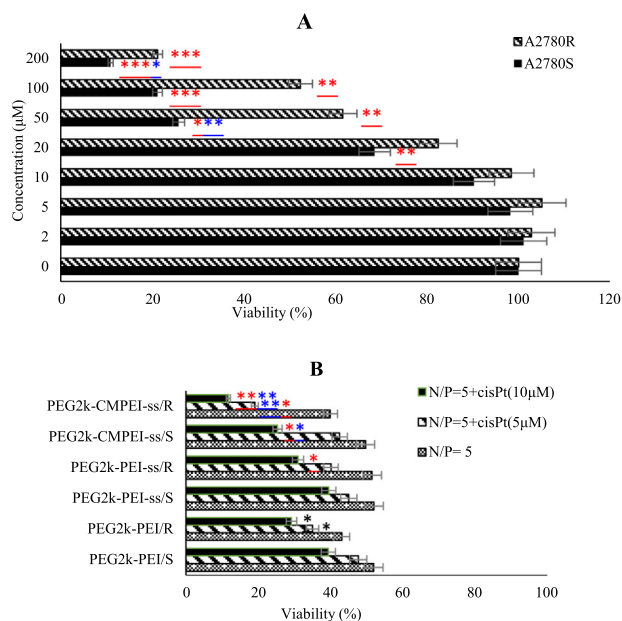 A
A2780R
A2780S
Concentration (µM)
200
100
50
20
10
5
2
0
***
****
*
**
***
**
*
**
**
0
20
40
60
80
100
120
Viability (%)
B
N/P=5+cisPt(10µM)
N/P=5+cisPt(5µM)
N/P= 5
PEG2k-CMPEI-ss/R
PEG2k-CMPEI-ss/S
PEG2k-PEI-ss/R
PEG2k-PEI-ss/S
PEG2k-PEI/R
PEG2k-PEI/S
****
****
**
*
*
*
0
20
40
60
80
100
Viability (%)